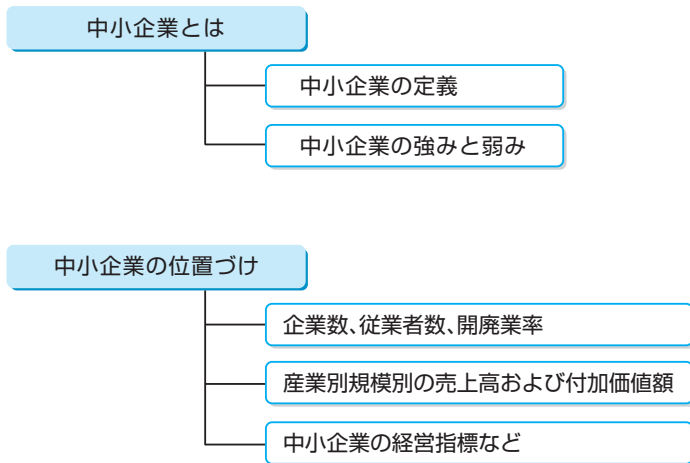 中小企業とは
中小企業の定義
中小企業の強みと弱み
中小企業の位置づけ
企業数、従業者数、開廃業率
産業別規模別の売上高および付加価値額
中小企業の経営指標など